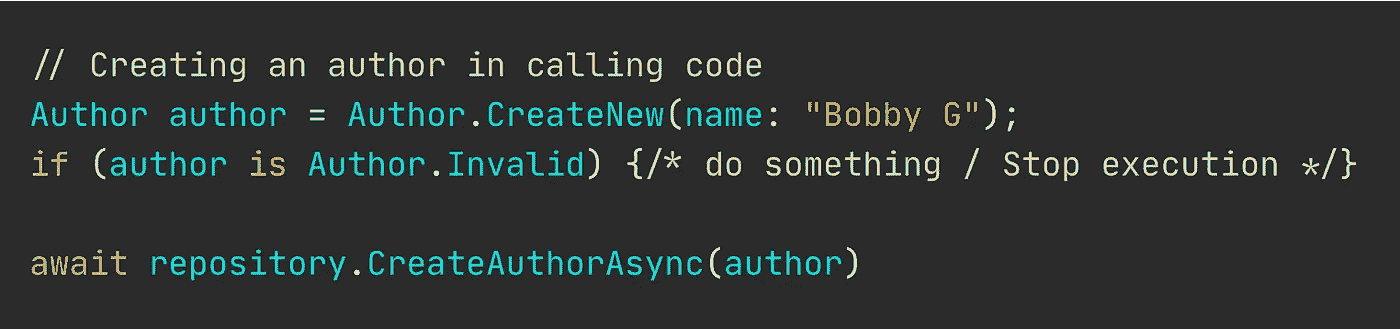 // Creating an author in calling code
Author author = Author.CreateNew(name: "Bobby G");
if (author is Author.Invalid) {/* do something / Stop execution */}
await repository.CreateAuthorAsync(author)